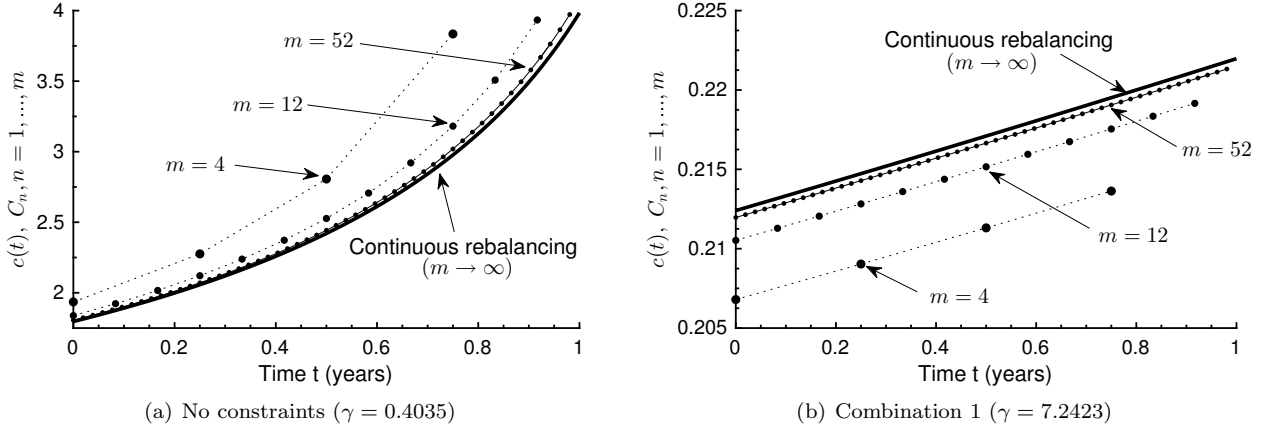 c(t), C_n, n = 1, ..., m
4
3.5
3
2.5
2
0
0.2
0.4
0.6
0.8
1
Time t (years)
m = 52
m = 12
m = 4
Continuous rebalancing
(m → ∞)
(a) No constraints (γ = 0.4035)
c(t), C_n, n = 1, ..., m
0.225
0.22
0.215
0.21
0.205
0
0.2
0.4
0.6
0.8
1
Time t (years)
Continuous rebalancing
(m → ∞)
m = 52
m = 12
m = 4
(b) Combination 1 (γ = 7.2423)